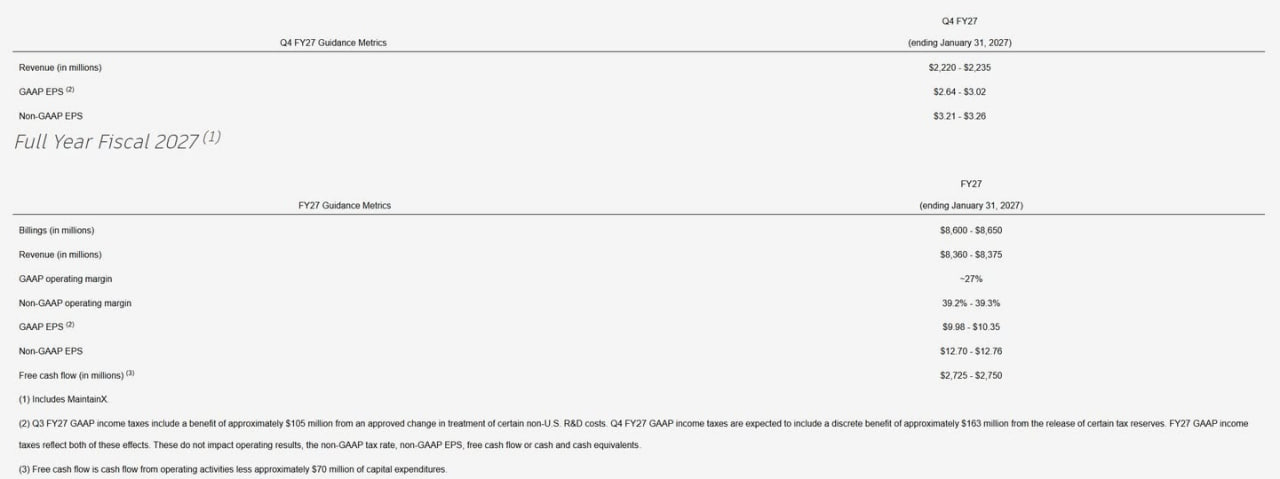 Q4 FY27
Q4 FY27 Guidance Metrics (ending January 31, 2027)
Revenue (in millions) $2,220 - $2,235
GAAP EPS (2) $2.64 - $3.02
Non-GAAP EPS $3.21 - $3.26
Full Year Fiscal 2027 (1)
FY27
FY27 Guidance Metrics (ending January 31, 2027)
Billings (in millions) $8,600 - $8,650
Revenue (in millions) $8,360 - $8,375
GAAP operating margin ~27%
Non-GAAP operating margin 39.2% - 39.3%
GAAP EPS (2) $9.98 - $10.35
Non-GAAP EPS $12.70 - $12.76
Free cash flow (in millions) (3) $2,725 - $2,750
(1) Includes MaintainX.
(2) Q3 FY27 GAAP income taxes include a benefit of approximately $105 million from an approved change in treatment of certain non-U.S. R&D costs. Q4 FY27 GAAP income taxes are expected to include a discrete benefit of approximately $163 million from the release of certain tax reserves. FY27 GAAP income
taxes reflect both of these effects. These do not impact operating results, the non-GAAP tax rate, non-GAAP EPS, free cash flow or cash and cash equivalents.
(3) Free cash flow is cash flow from operating activities less approximately $70 million of capital expenditures.